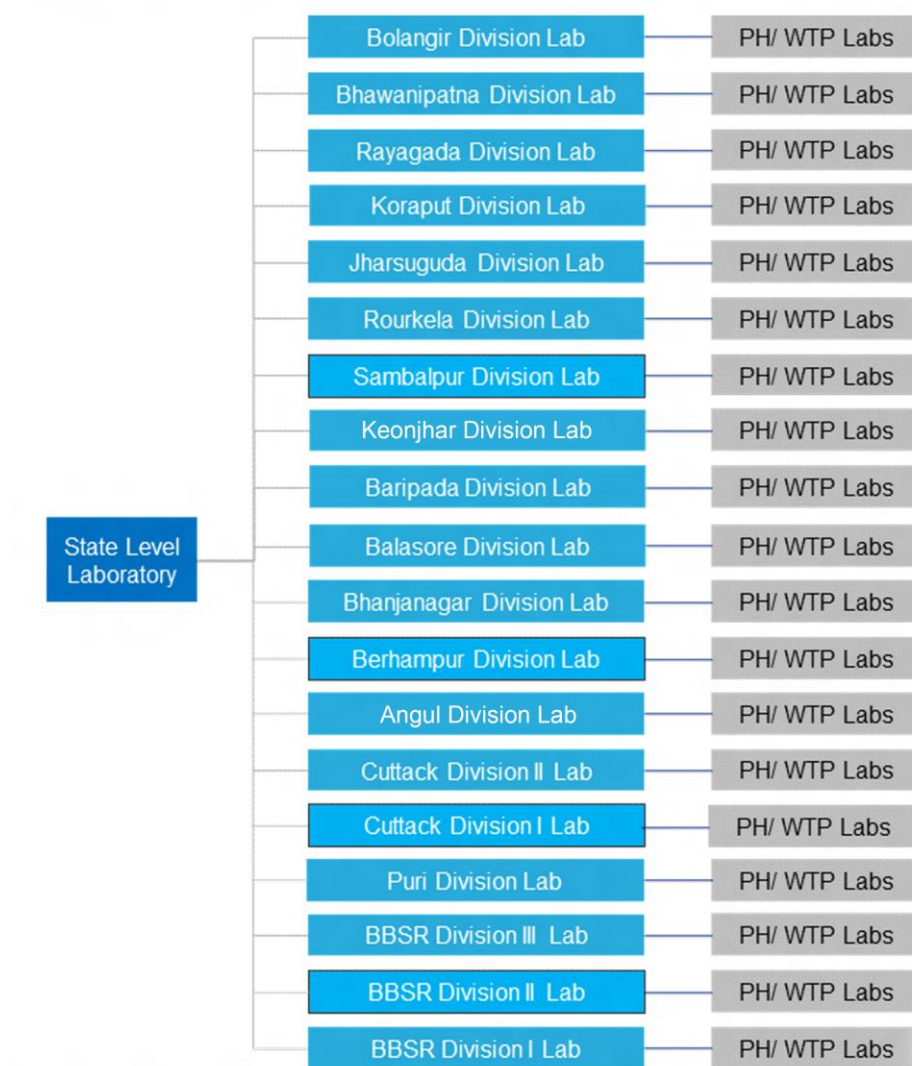 Bolangir Division Lab PH/ WTP Labs
Bhawanipatna Division Lab PH/ WTP Labs
Rayagada Division Lab PH/ WTP Labs
Koraput Division Lab PH/ WTP Labs
Jharsuguda Division Lab PH/ WTP Labs
Rourkela Division Lab PH/ WTP Labs
Sambalpur Division Lab PH/ WTP Labs
Keonjhar Division Lab PH/ WTP Labs
Baripada Division Lab PH/ WTP Labs
State Level
Laboratory
Balasore Division Lab PH/ WTP Labs
Bhanjanagar Division Lab PH/ WTP Labs
Berhampur Division Lab PH/ WTP Labs
Angul Division Lab PH/ WTP Labs
Cuttack Division II Lab PH/ WTP Labs
Cuttack Division I Lab PH/ WTP Labs
Puri Division Lab PH/ WTP Labs
BBSR Division III Lab PH/ WTP Labs
BBSR Division II Lab PH/ WTP Labs
BBSR Division I Lab PH/ WTP Labs